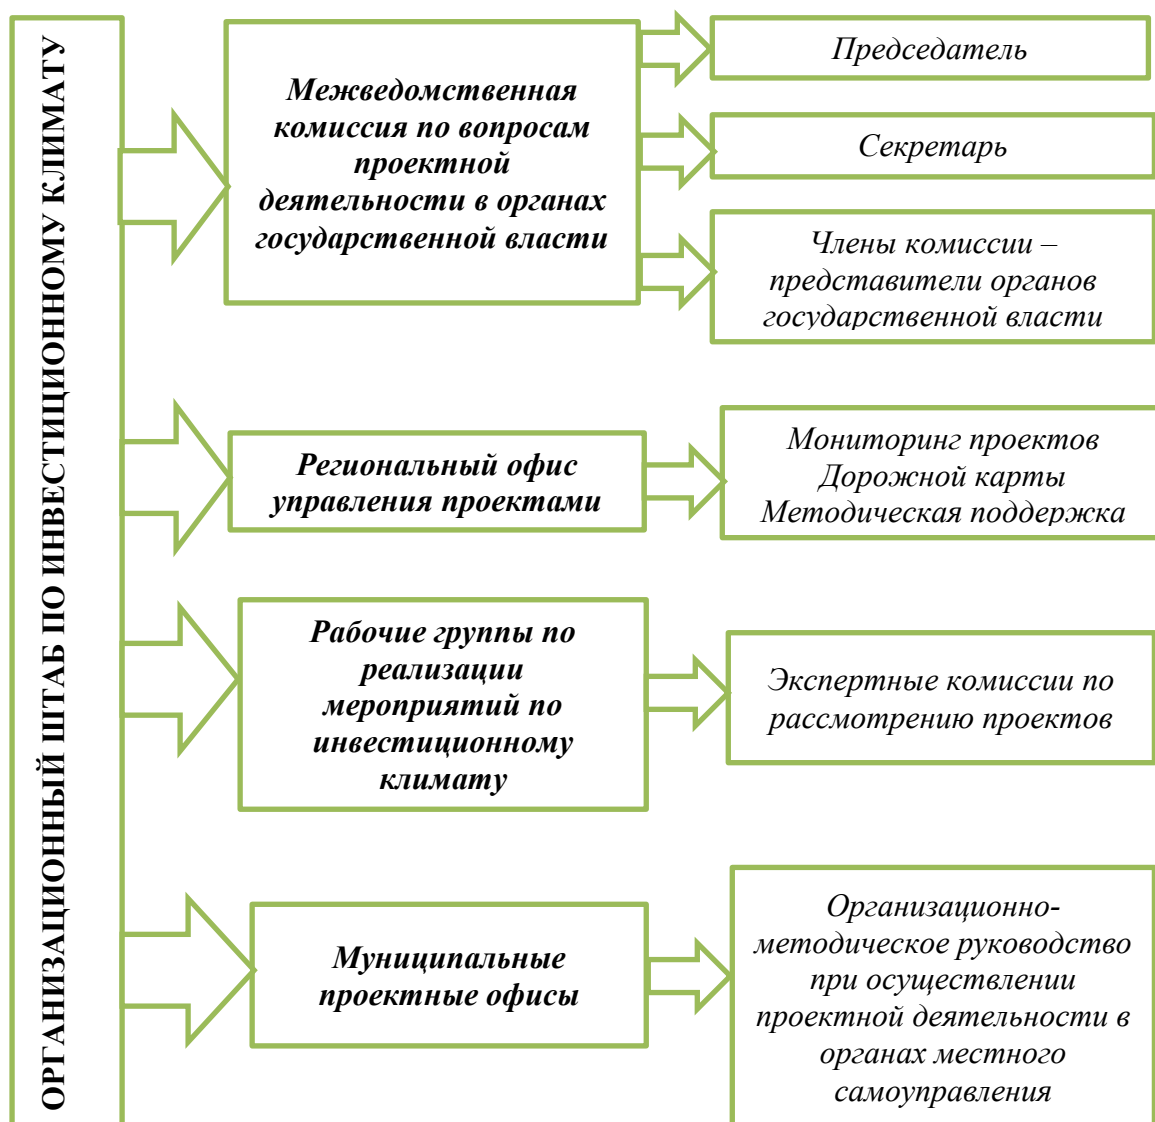 ОРГАНИЗАЦИОННЫЙ ШТАБ ПО ИНВЕСТИЦИОННОМУ КЛИМАТУ
Межведомственная
комиссия по вопросам
проектной
деятельности в органах
государственной власти
Председатель
Секретарь
Члены комиссии –
представители органов
государственной власти
Региональный офис
управления проектами
Мониторинг проектов
Дорожной карты
Методическая поддержка
Рабочие группы по
реализации
мероприятий по
инвестиционному
климату
Экспертные комиссии по
рассмотрению проектов
Муниципальные
проектные офисы
Организационно-
методическое руководство
при осуществлении
проектной деятельности в
органах местного
самоуправления